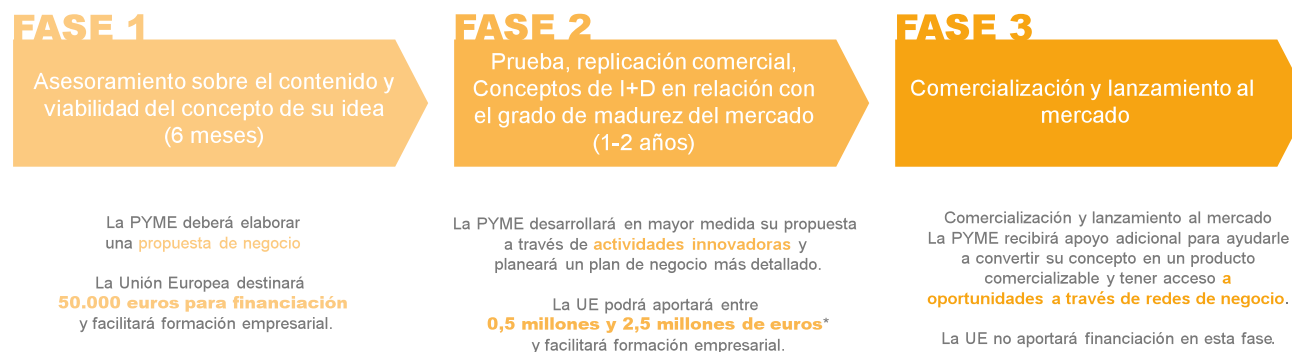 FASE 1
Asesoramiento sobre el contenido y
viabilidad del concepto de su idea
(6 meses)
La PYME deberá elaborar
una propuesta de negocio
La Unión Europea destinará
50.000 euros para financiación
y facilitará formación empresarial.
FASE 2
Prueba, replicación comercial,
Conceptos de I+D en relación con
el grado de madurez del mercado
(1-2 años)
La PYME desarrollará en mayor medida su propuesta
a través de actividades innovadoras y
planeará un plan de negocio más detallado.
La UE podrá aportará entre
0,5 millones y 2,5 millones de euros*
y facilitará formación empresarial.
FASE 3
Comercialización y lanzamiento al
mercado
Comercialización y lanzamiento al mercado
La PYME recibirá apoyo adicional para ayudarle
a convertir su concepto en un producto
comercializable y tener acceso a
oportunidades a través de redes de negocio.
La UE no aportará financiación en esta fase.